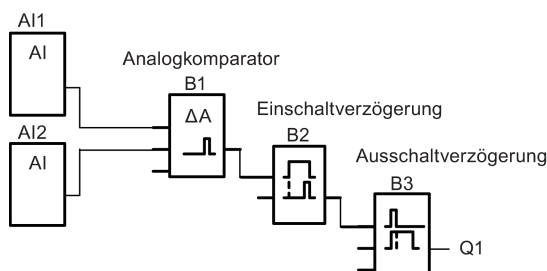 AI1
AI
Analogkomparator
B1
ΔA
Einschaltverzögerung
AI2
B2
AI
Ausschaltverzögerung
B3
Q1